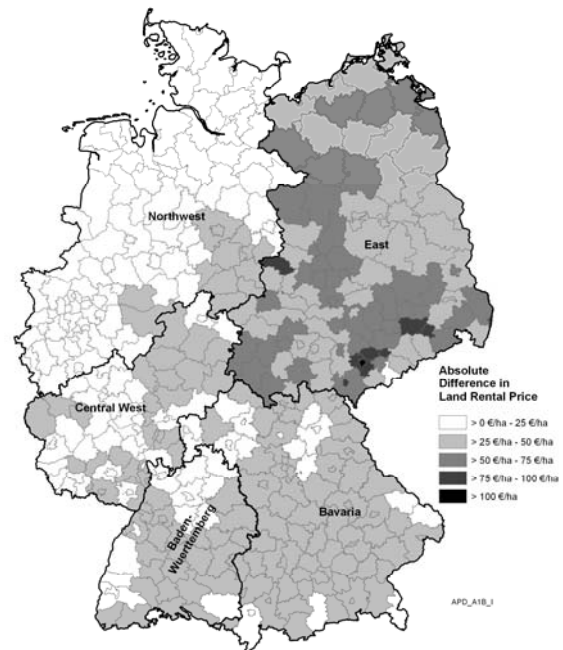 Northwest
East
Central West
Baden-
Wuerttemberg
Bavaria
Absolute
Difference in
Land Rental Price
> 0 €/ha - 25 €/ha
> 25 €/ha - 50 €/ha
> 50 €/ha - 75 €/ha
> 75 €/ha - 100 €/ha
> 100 €/ha
APD_A1B_I